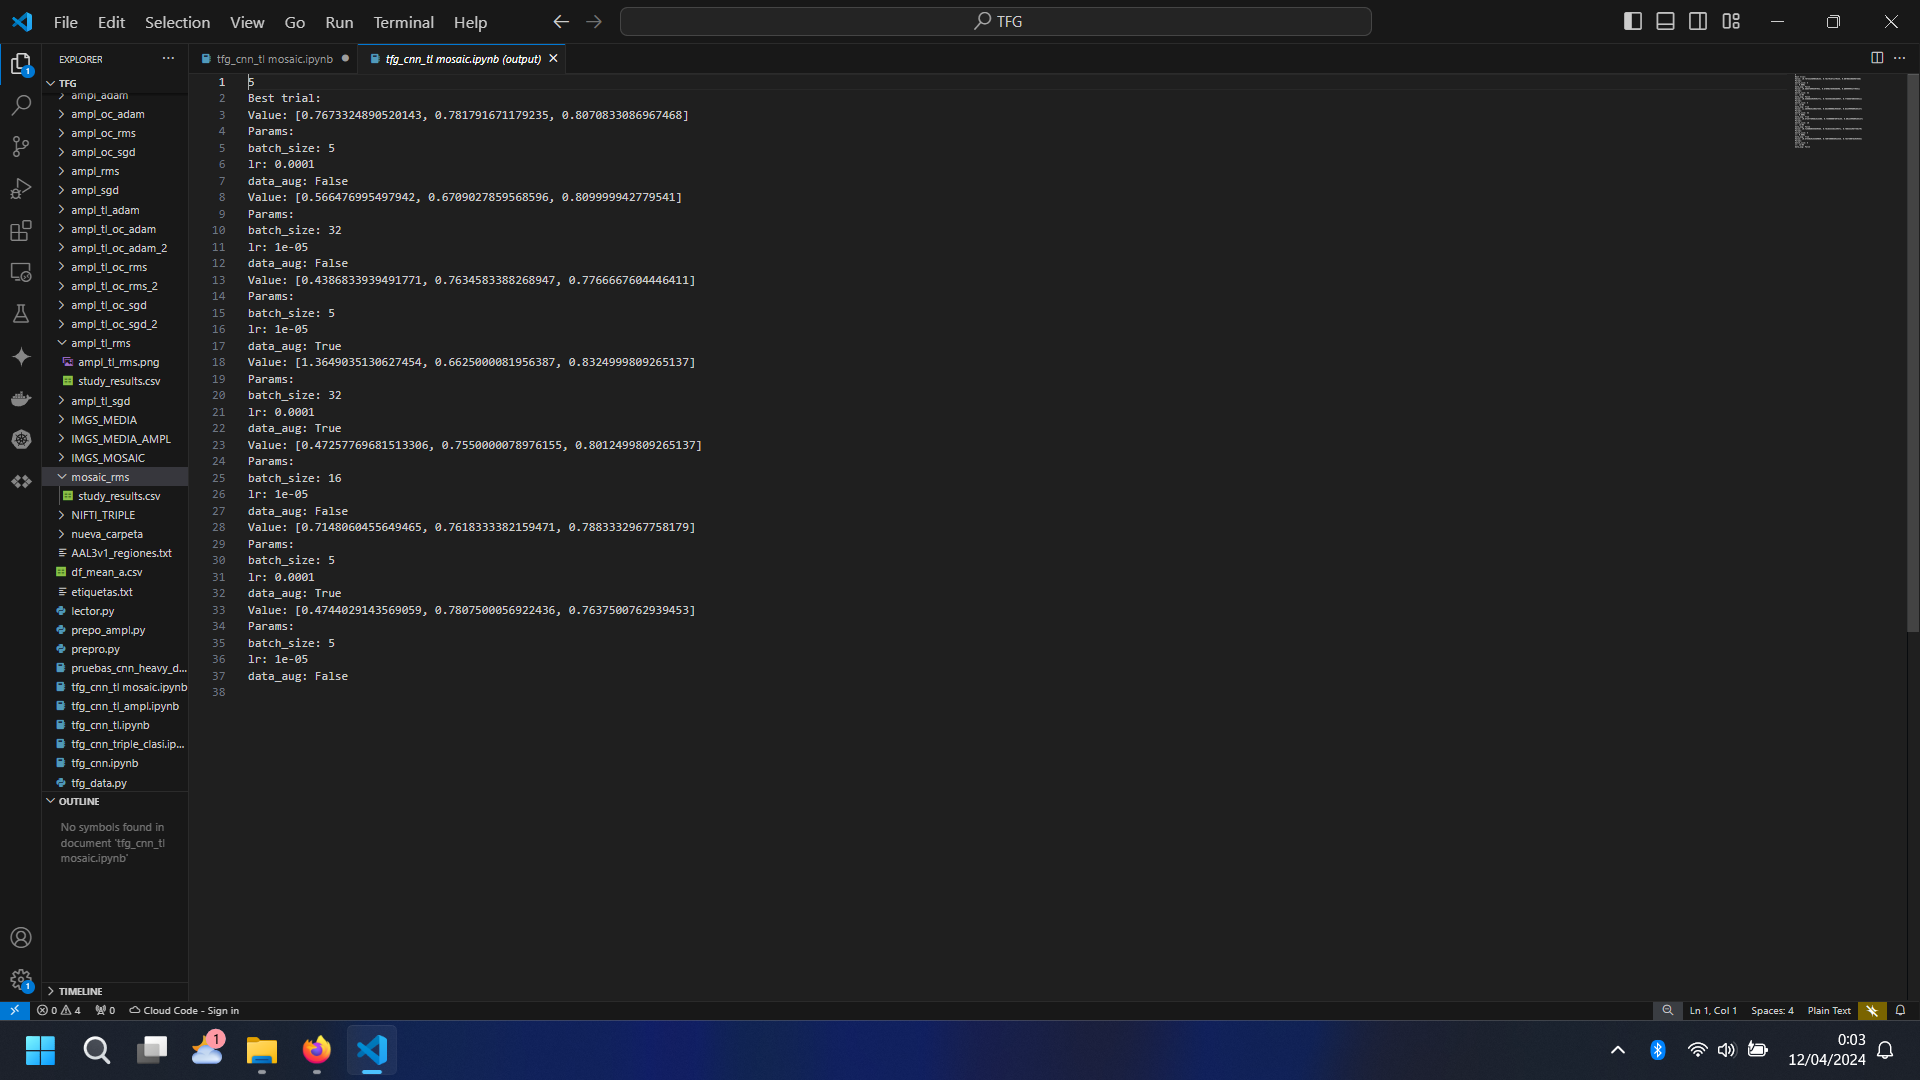 File Edit Selection View Go Run Terminal Help
TFG
EXPLORER
tfg_cnn_tl mosaic.ipynb
tfg_cnn_tl mosaic.ipynb (output)
TFG
ampl_adam
ampl_oc_adam
ampl_oc_rms
ampl_oc_sgd
ampl_rms
ampl_sgd
ampl_tl_adam
ampl_tl_oc_adam
ampl_tl_oc_adam_2
ampl_tl_oc_rms
ampl_tl_oc_rms_2
ampl_tl_oc_sgd
ampl_tl_oc_sgd_2
ampl_tl_rms
ampl_tl_rms.png
study_results.csv
ampl_tl_sgd
IMGS_MEDIA
IMGS_MEDIA_AMPL
IMGS_MOSAIC
mosaic_rms
study_results.csv
NIFTI_TRIPLE
nueva_carpeta
AAL3v1_regiones.txt
df_mean_a.csv
etiquetas.txt
lector.py
prepo_ampl.py
prepro.py
pruebas_cnn_heavy_d...
tfg_cnn_tl mosaic.ipynb
tfg_cnn_tl_ampl.ipynb
tfg_cnn_tl.ipynb
tfg_cnn_triple_clasi.ip...
tfg_cnn.ipynb
tfg_data.py
OUTLINE
No symbols found in
document 'tfg_cnn_tl
mosaic.ipynb'
TIMELINE
1 5
2 Best trial:
3 Value: [0.7673324890520143, 0.781791671179235, 0.8070833086967468]
4 Params:
5 batch_size: 5
6 lr: 0.0001
7 data_aug: False
8 Value: [0.566476995497942, 0.6709027859568596, 0.809999942779541]
9 Params:
10 batch_size: 32
11 lr: 1e-05
12 data_aug: False
13 Value: [0.4386833939491771, 0.7634583388268947, 0.7766667604446411]
14 Params:
15 batch_size: 5
16 lr: 1e-05
17 data_aug: True
18 Value: [1.3649035130627454, 0.6625000081956387, 0.8324999809265137]
19 Params:
20 batch_size: 32
21 lr: 0.0001
22 data_aug: True
23 Value: [0.47257769681513306, 0.7550000078976155, 0.8012499809265137]
24 Params:
25 batch_size: 16
26 lr: 1e-05
27 data_aug: False
28 Value: [0.7148060455649465, 0.7618333382159471, 0.7883332967758179]
29 Params:
30 batch_size: 5
31 lr: 0.0001
32 data_aug: True
33 Value: [0.4744029143569059, 0.7807500056922436, 0.7637500762939453]
34 Params:
35 batch_size: 5
36 lr: 1e-05
37 data_aug: False
38
1
1
0 4 0 Cloud Code - Sign in
Ln 1, Col 1 Spaces: 4 Plain Text
1
0:03
12/04/2024